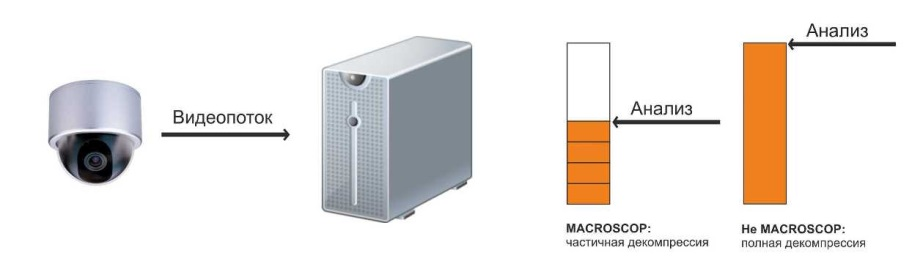 Видеопоток
Анализ
Анализ
MACROSCOP:
частичная декомпрессия
Не MACROSCOP:
полная декомпрессия